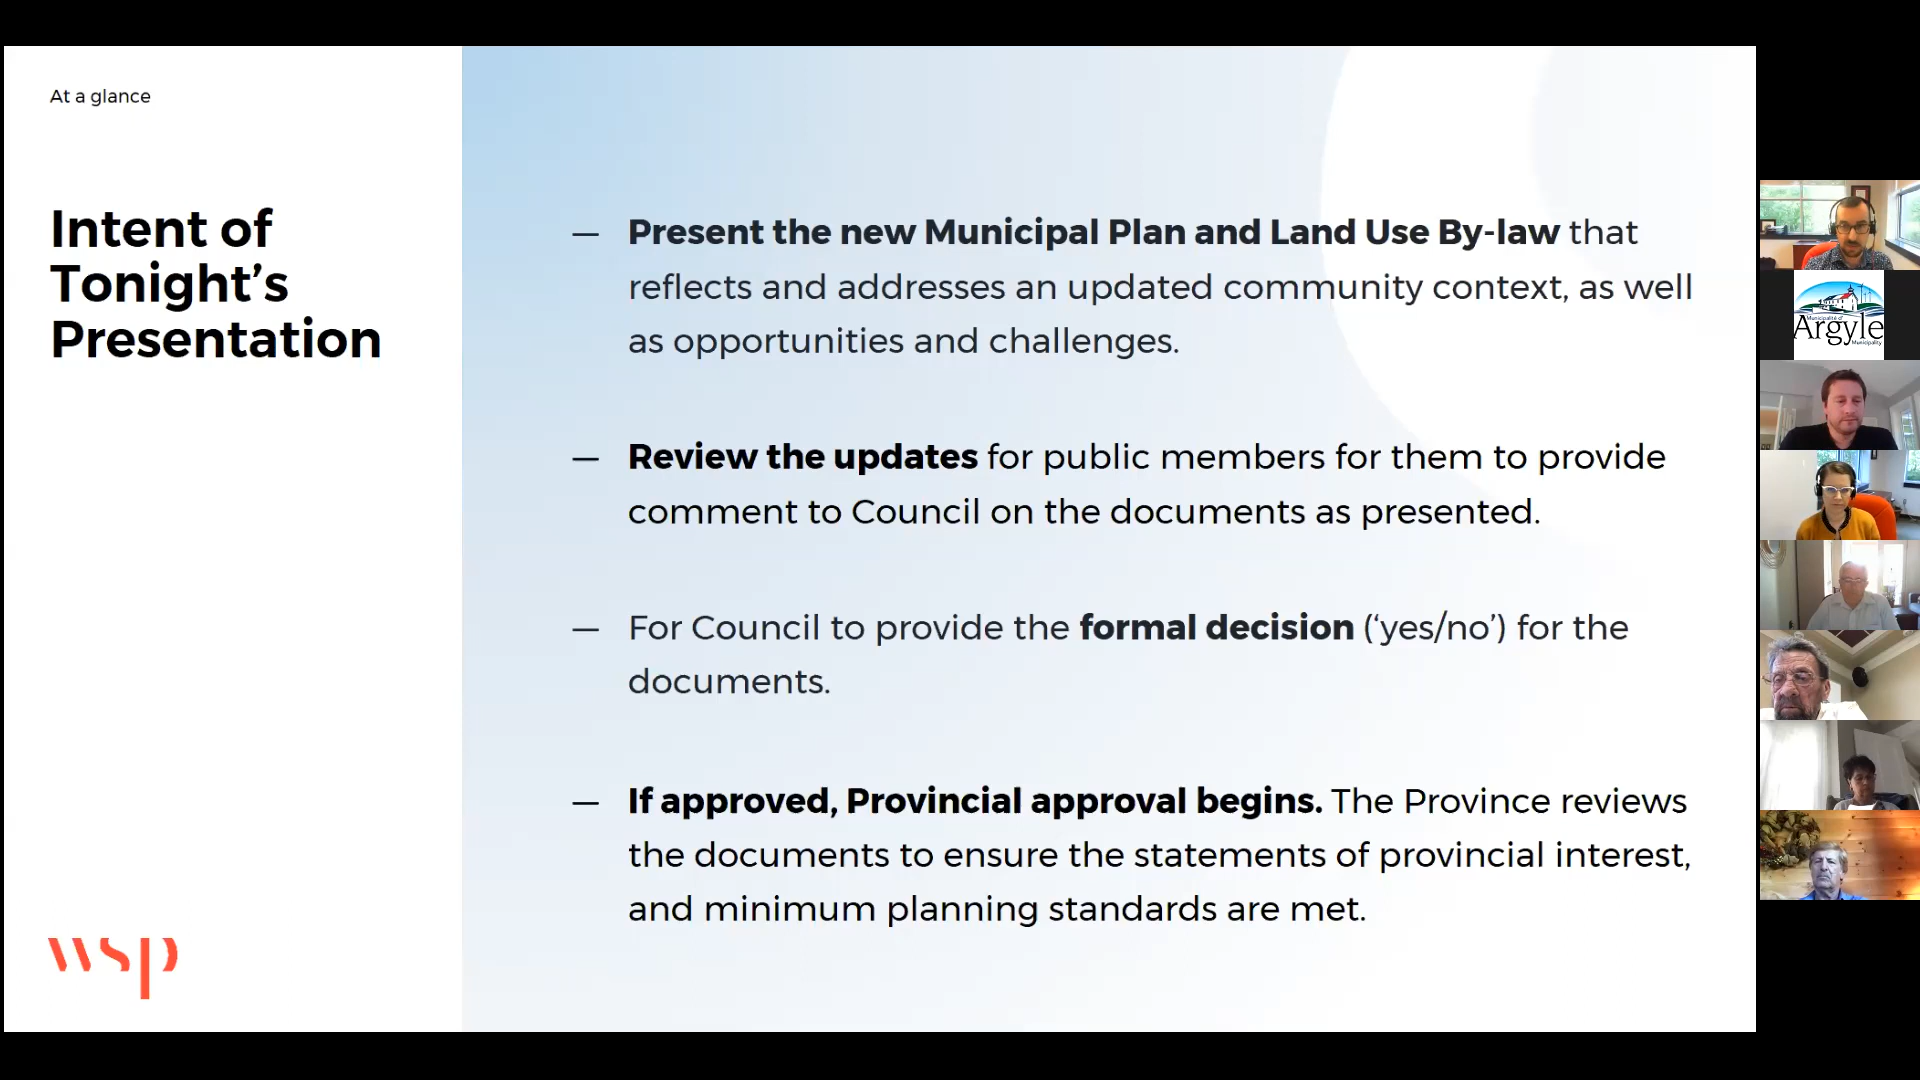 At a glance
Intent of
Tonight’s
Presentation
— Present the new Municipal Plan and Land Use By-law that
reflects and addresses an updated community context, as well
as opportunities and challenges.
— Review the updates for public members for them to provide
comment to Council on the documents as presented.
— For Council to provide the formal decision (‘yes/no’) for the
documents.
— If approved, Provincial approval begins. The Province reviews
the documents to ensure the statements of provincial interest,
and minimum planning standards are met.
wsp
Municipalité d'
Argyle
Municipality